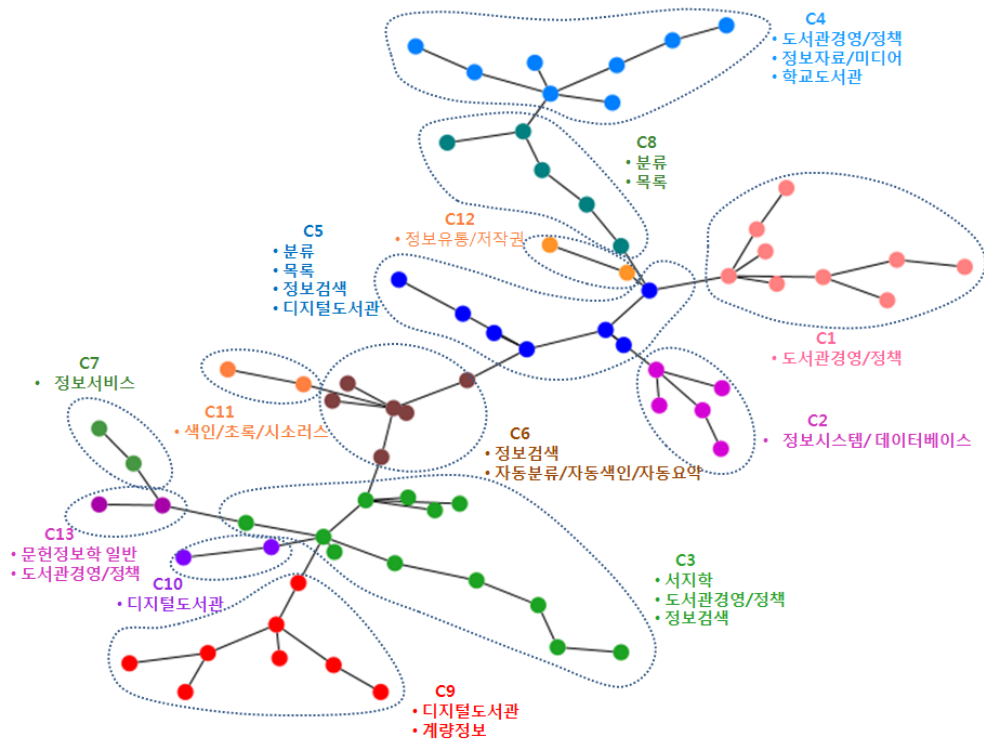 C4
• 도서관경영/정책
• 정보자료/미디어
• 학교도서관
C8
• 분류
• 목록
C12
• 정보유통/저작권
C5
• 분류
• 목록
• 정보검색
• 디지털도서관
C1
• 도서관경영/정책
C7
• 정보서비스
C11
• 색인/초록/시소러스
C2
• 정보시스템/데이터베이스
C6
• 정보검색
• 자동분류/자동색인/자동요약
C13
• 문헌정보학 일반
• 도서관경영/정책
C10
• 디지털도서관
C3
• 서지학
• 도서관경영/정책
• 정보검색
C9
• 디지털도서관
• 계량정보